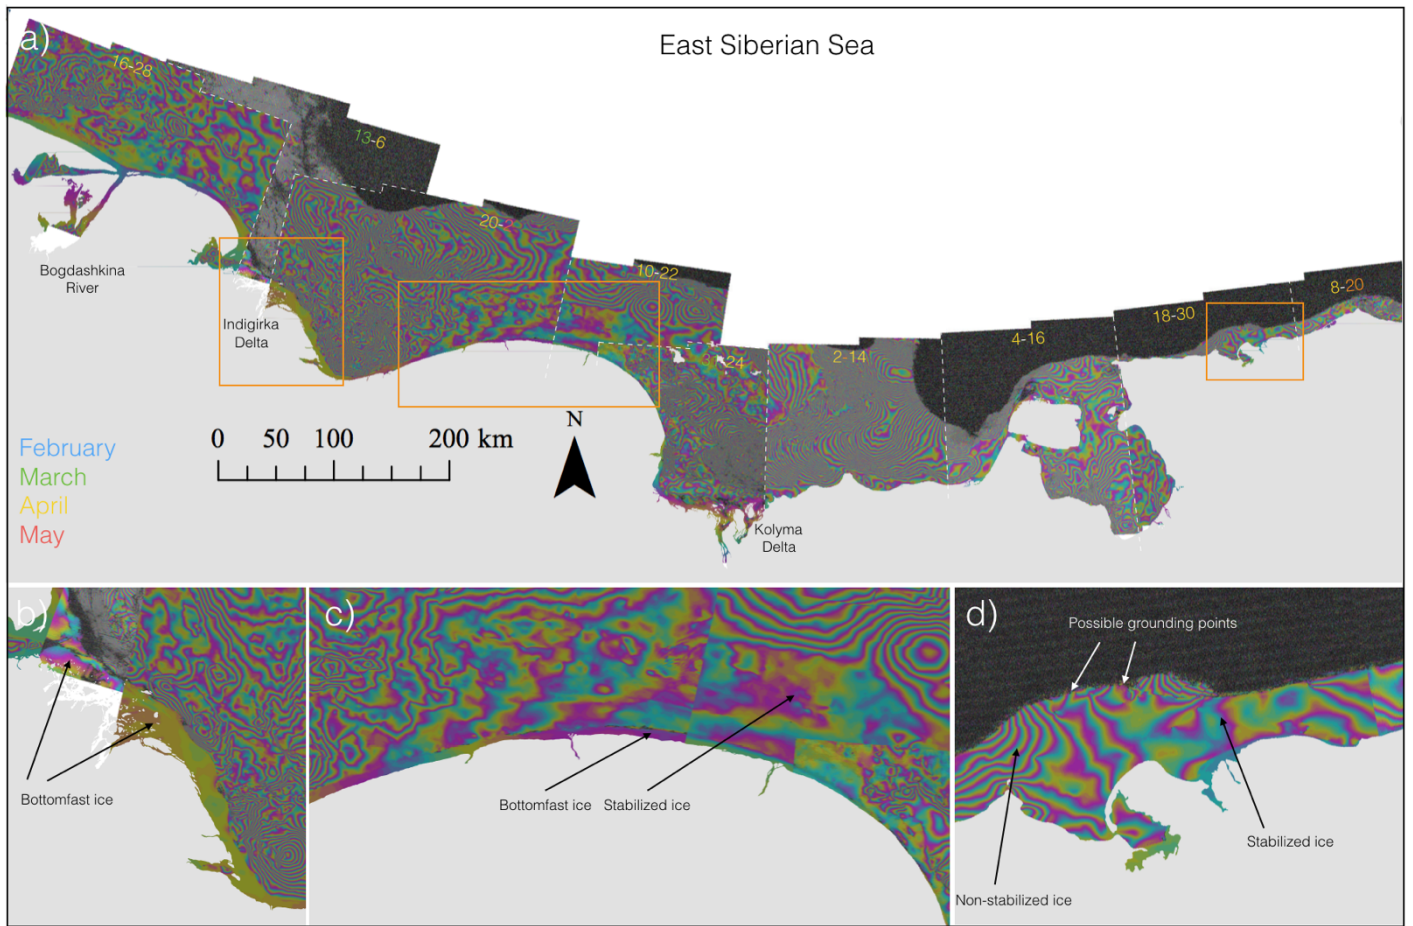 a)
East Siberian Sea
16-28
13-6
20-
10-22
24
2-14
4-16
18-30
8-20
Bogdashkina
River
Indigirka
Delta
N
0 50 100 200 km
February
March
April
May
Kolyma
Delta
b)
Bottomfast ice
c)
Bottomfast ice
Stabilized ice
d)
Possible grounding points
Stabilized ice
Non-stabilized ice